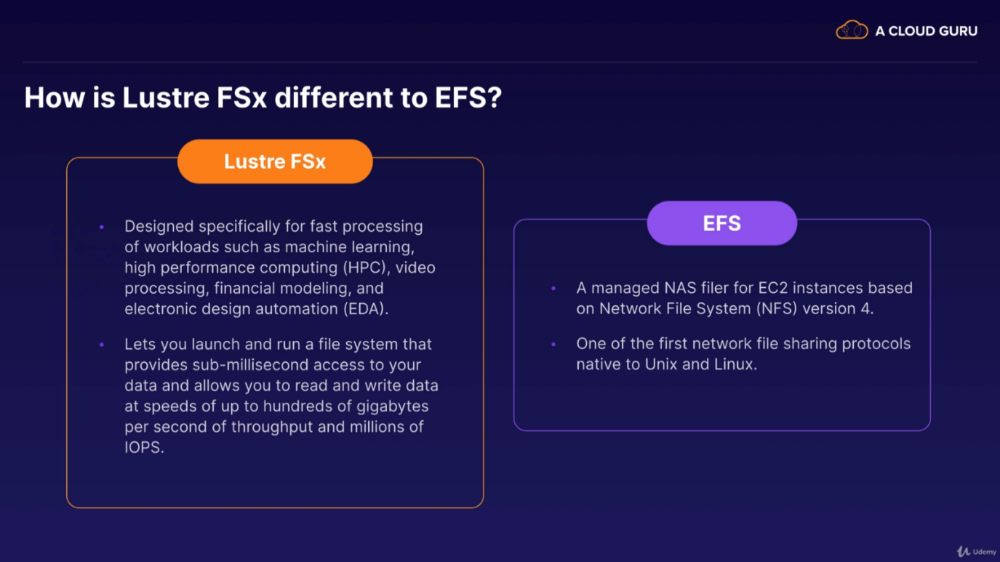 A CLOUD GURU
How is Lustre FSx different to EFS?
Lustre FSx
• Designed specifically for fast processing
of workloads such as machine learning,
high performance computing (HPC), video
processing, financial modeling, and
electronic design automation (EDA).
• Lets you launch and run a file system that
provides sub-millisecond access to your
data and allows you to read and write data
at speeds of up to hundreds of gigabytes
per second of throughput and millions of
IOPS.
EFS
• A managed NAS filer for EC2 instances based
on Network File System (NFS) version 4.
• One of the first network file sharing protocols
native to Unix and Linux.
Udemy